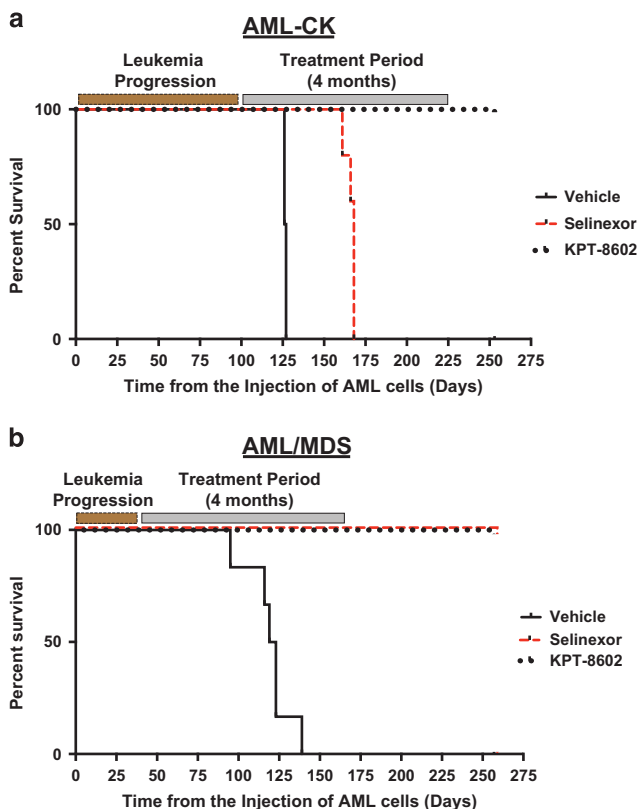 a
AML-CK
Leukemia Progression
Treatment Period (4 months)
Percent Survival
100
50
0
0 25 50 75 100 125 150 175 200 225 250 275
Time from the Injection of AML cells (Days)
Vehicle
Selinexor
KPT-8602
b
AML/MDS
Leukemia Progression
Treatment Period (4 months)
Percent survival
100
50
0
0 25 50 75 100 125 150 175 200 225 250 275
Time from the Injection of AML cells (Days)
Vehicle
Selinexor
KPT-8602